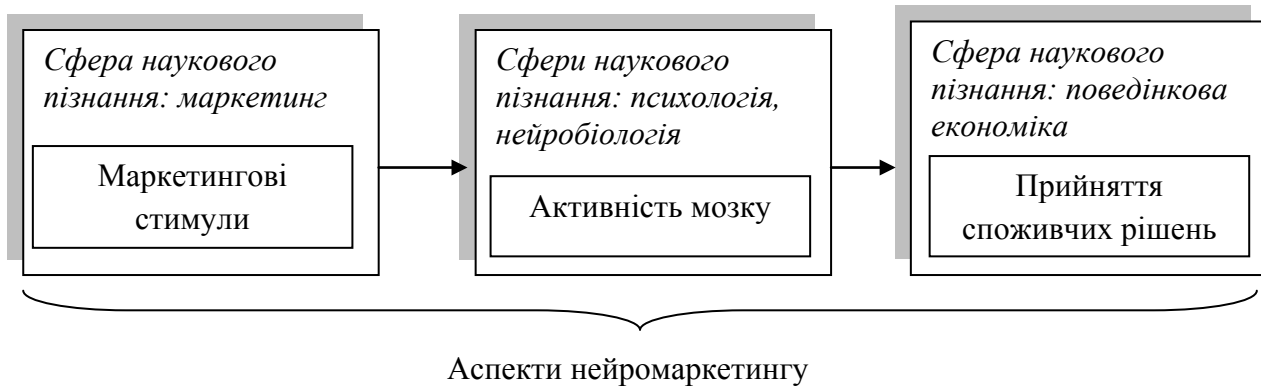 Сфера наукового
пізнання: маркетинг
Маркетингові
стимули
Сфери наукового
пізнання: психологія,
нейробіологія
Активність мозку
Сфера наукового
пізнання: поведінкова
економіка
Прийняття
споживчих рішень
Аспекти нейромаркетингу